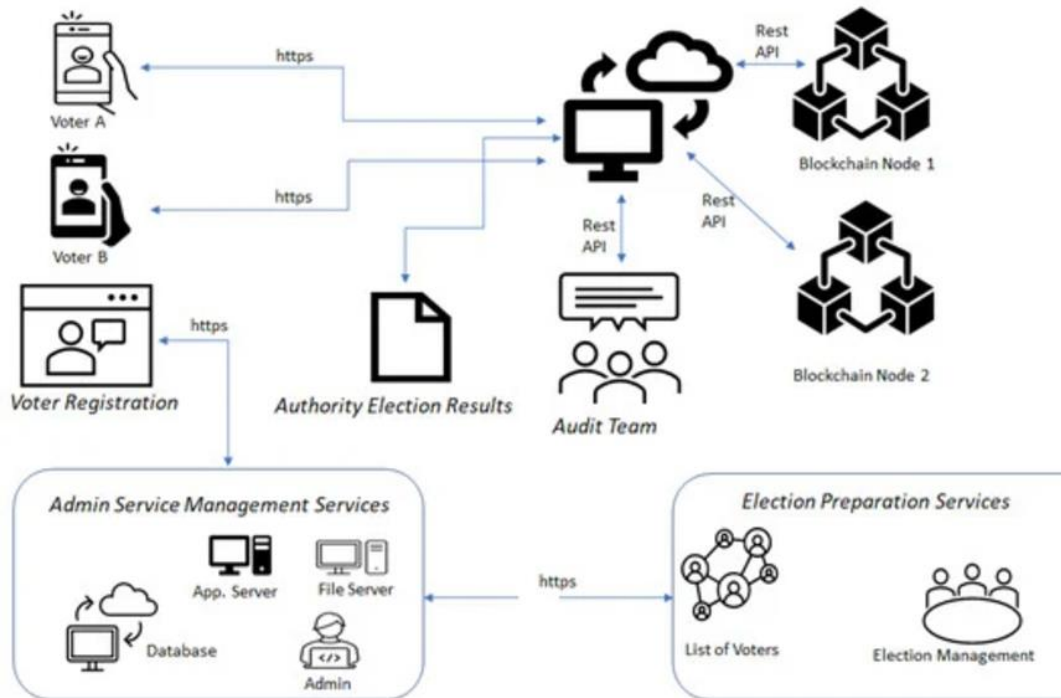 https
Voter A
https
Voter B
Rest
API
Blockchain Node 1
Rest
API
Rest
API
Blockchain Node 2
https
Voter Registration
Authority Election Results
Audit Team
Admin Service Management Services
App. Server
File Server
Database
Admin
https
Election Preparation Services
List of Voters
Election Management